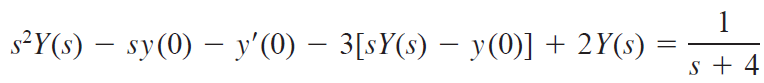 s²Y(s) − sy(0) − y′(0) − 3[sY(s) − y(0)] + 2Y(s) = 1/(s + 4)